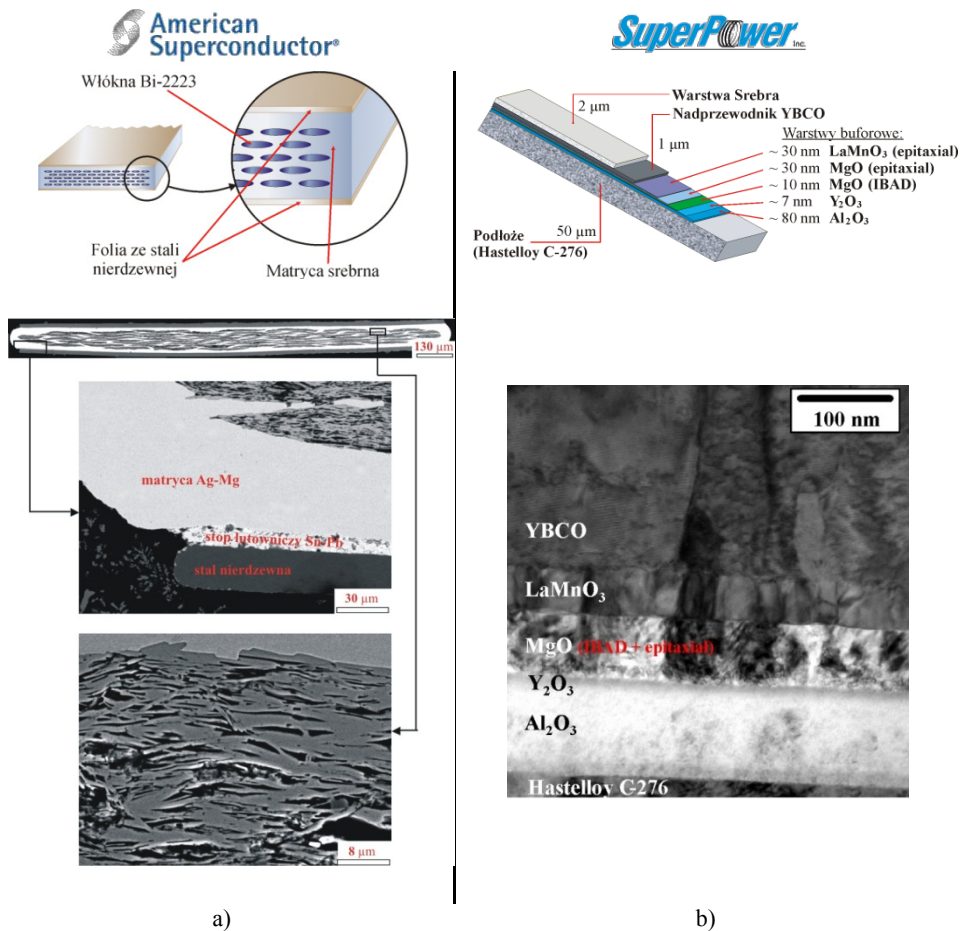 American
Superconductor®
Włókna Bi-2223
Folia ze stali
nierdzewnej
Matryca srebrna
130 µm
matryca Ag-Mg
stop lutowniczy Sn-Pb
stal nierdzewna
30 µm
8 µm
a)
SuperPower Inc.
2 µm
Warstwa Srebra
Nadprzewodnik YBCO
1 µm
Warstwy buforowe:
~ 30 nm LaMnO₃ (epitaxial)
~ 30 nm MgO (epitaxial)
~ 10 nm MgO (IBAD)
~ 7 nm Y₂O₃
~ 80 nm Al₂O₃
50 µm
Podłoże
(Hastelloy C-276)
100 nm
YBCO
LaMnO₃
MgO (IBAD + epitaxial)
Y₂O₃
Al₂O₃
Hastelloy C-276
b)